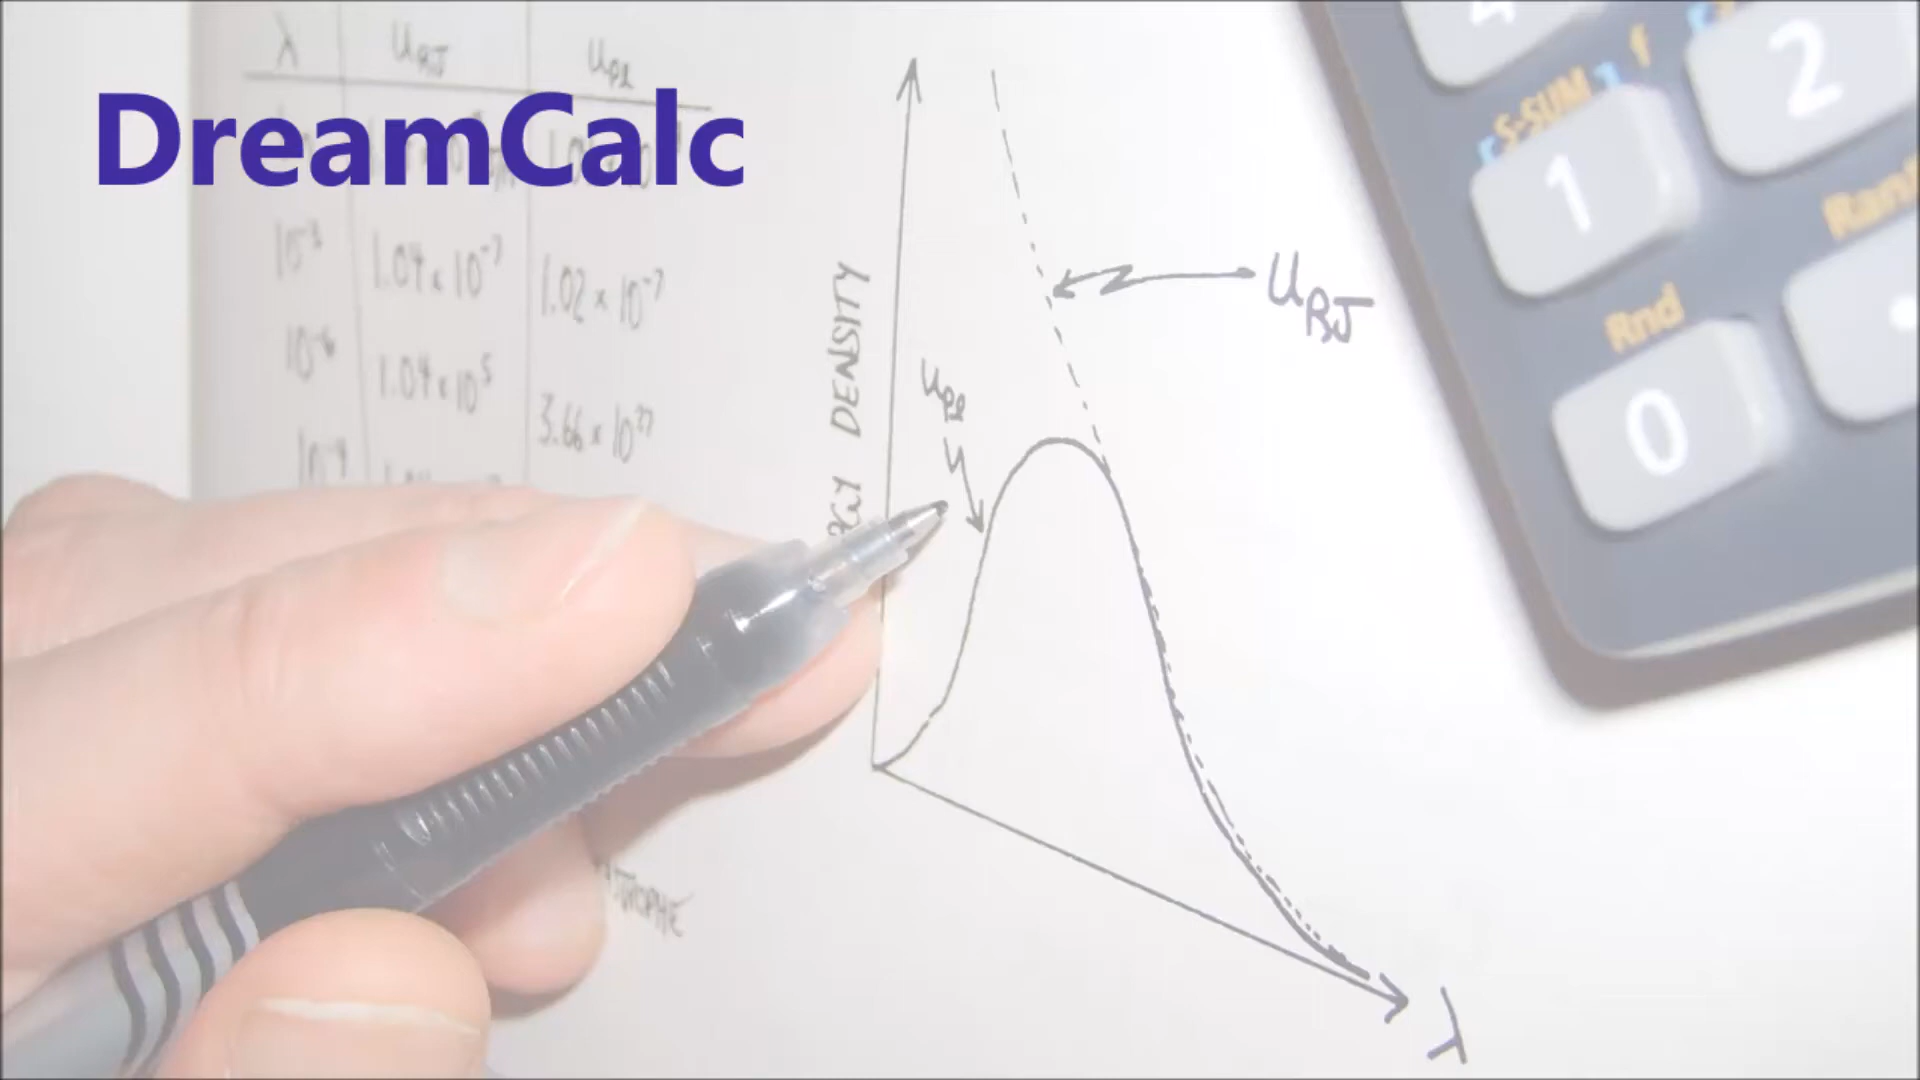 λ U_RJ U_Pl
DreamCalc
10⁻³ 1.04 x 10⁻⁷ 1.02 x 10⁻⁷
10⁻⁶ 1.04 x 10⁵ 3.66 x 10²⁷
10⁻⁹
DENSITY
U_RJ
U_Pl
λ
S-SUM
f
1
2
Rnd
0